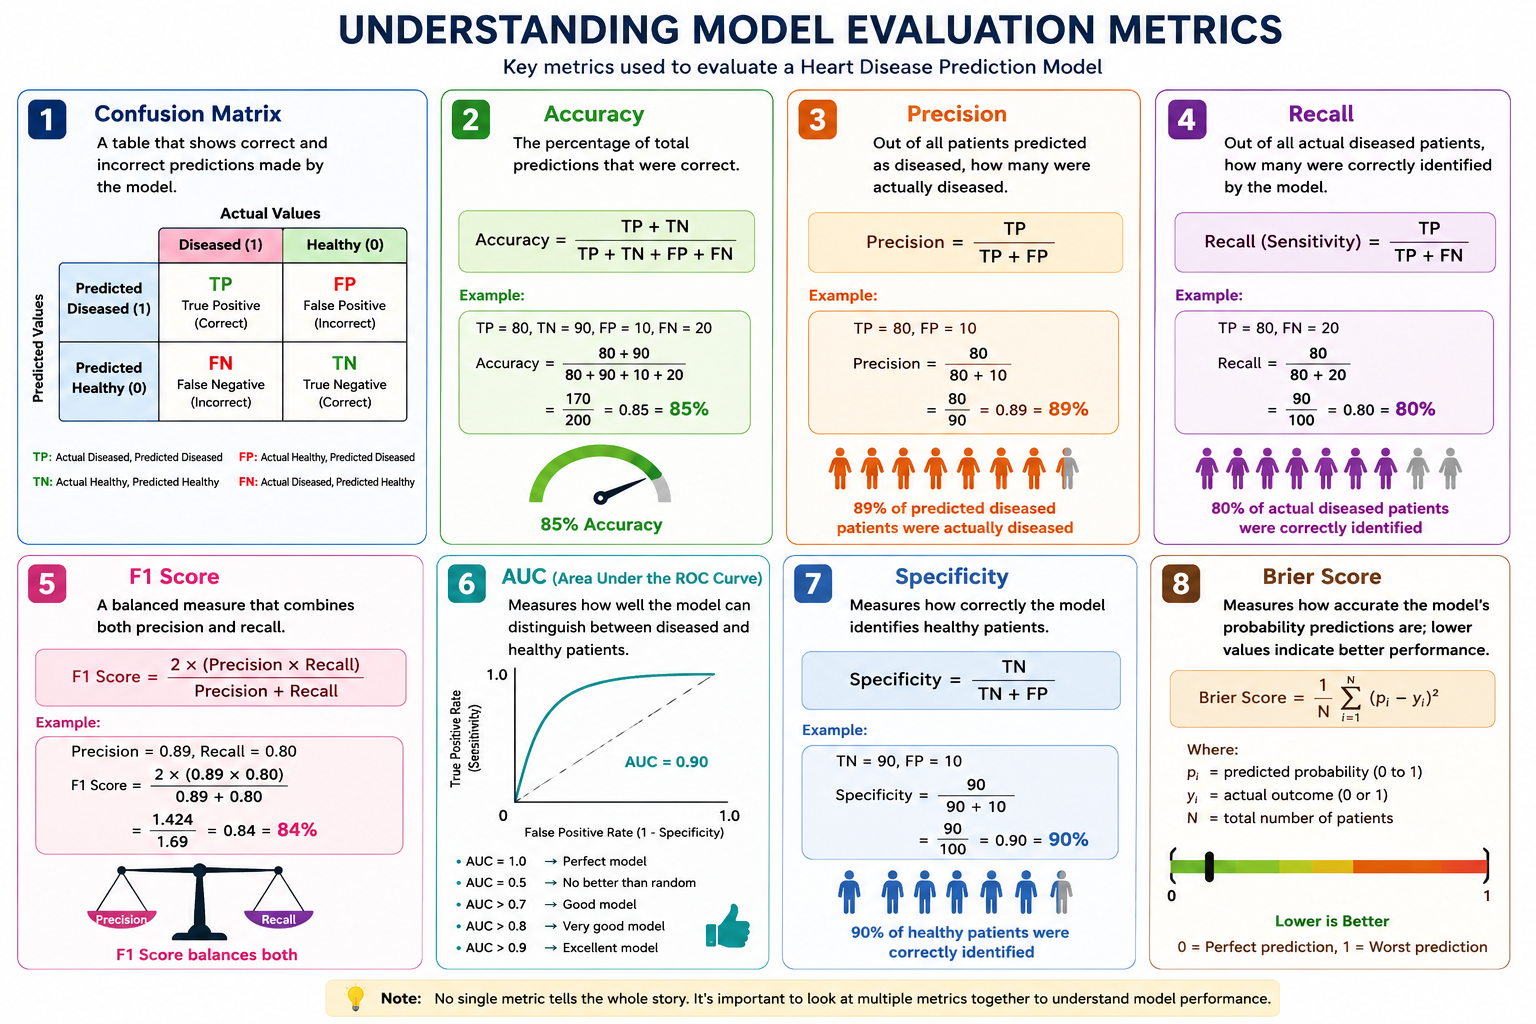 UNDERSTANDING MODEL EVALUATION METRICS
Key metrics used to evaluate a Heart Disease Prediction Model
1
Confusion Matrix
A table that shows correct and
incorrect predictions made by
the model.
Actual Values
Diseased (1)
Healthy (0)
Predicted Values
Predicted
Diseased (1)
TP
True Positive
(Correct)
FP
False Positive
(Incorrect)
Predicted
Healthy (0)
FN
False Negative
(Incorrect)
TN
True Negative
(Correct)
TP: Actual Diseased, Predicted Diseased
FP: Actual Healthy, Predicted Diseased
TN: Actual Healthy, Predicted Healthy
FN: Actual Diseased, Predicted Healthy
2
Accuracy
The percentage of total
predictions that were correct.
Accuracy =
TP + TN
TP + TN + FP + FN
Example:
TP = 80, TN = 90, FP = 10, FN = 20
Accuracy =
80 + 90
80 + 90 + 10 + 20
=
170
200
= 0.85 = 85%
85% Accuracy
3
Precision
Out of all patients predicted
as diseased, how many were
actually diseased.
Precision =
TP
TP + FP
Example:
TP = 80, FP = 10
Precision =
80
80 + 10
=
80
90
= 0.89 = 89%
89% of predicted diseased
patients were actually diseased
4
Recall
Out of all actual diseased patients,
how many were correctly identified
by the model.
Recall (Sensitivity) =
TP
TP + FN
Example:
TP = 80, FN = 20
Recall =
80
80 + 20
=
90
100
= 0.80 = 80%
80% of actual diseased patients
were correctly identified
5
F1 Score
A balanced measure that combines
both precision and recall.
F1 Score =
2 × (Precision × Recall)
Precision + Recall
Example:
Precision = 0.89, Recall = 0.80
F1 Score =
2 × (0.89 × 0.80)
0.89 + 0.80
=
1.424
1.69
= 0.84 = 84%
Precision
Recall
F1 Score balances both
6
AUC (Area Under the ROC Curve)
Measures how well the model can
distinguish between diseased and
healthy patients.
True Positive Rate
(Sensitivity)
1.0
AUC = 0.90
0
1.0
False Positive Rate (1 - Specificity)
• AUC = 1.0 → Perfect model
• AUC = 0.5 → No better than random
• AUC > 0.7 → Good model
• AUC > 0.8 → Very good model
• AUC > 0.9 → Excellent model
7
Specificity
Measures how correctly the model
identifies healthy patients.
Specificity =
TN
TN + FP
Example:
TN = 90, FP = 10
Specificity =
90
90 + 10
=
90
100
= 0.90 = 90%
90% of healthy patients were
correctly identified
8
Brier Score
Measures how accurate the model's
probability predictions are; lower
values indicate better performance.
Brier Score = 1/N ∑ᵢ₌₁ᴺ (pᵢ − yᵢ)²
Where:
pᵢ = predicted probability (0 to 1)
yᵢ = actual outcome (0 or 1)
N = total number of patients
0
1
Lower is Better
0 = Perfect prediction, 1 = Worst prediction
Note: No single metric tells the whole story. It's important to look at multiple metrics together to understand model performance.